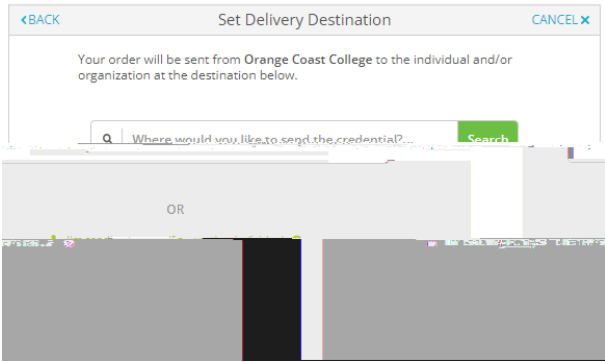 <BACK Set Delivery Destination CANCEL ×
Your order will be sent from Orange Coast College to the individual and/or
organization at the destination below.
Where would you like to send the credential?... Search
OR